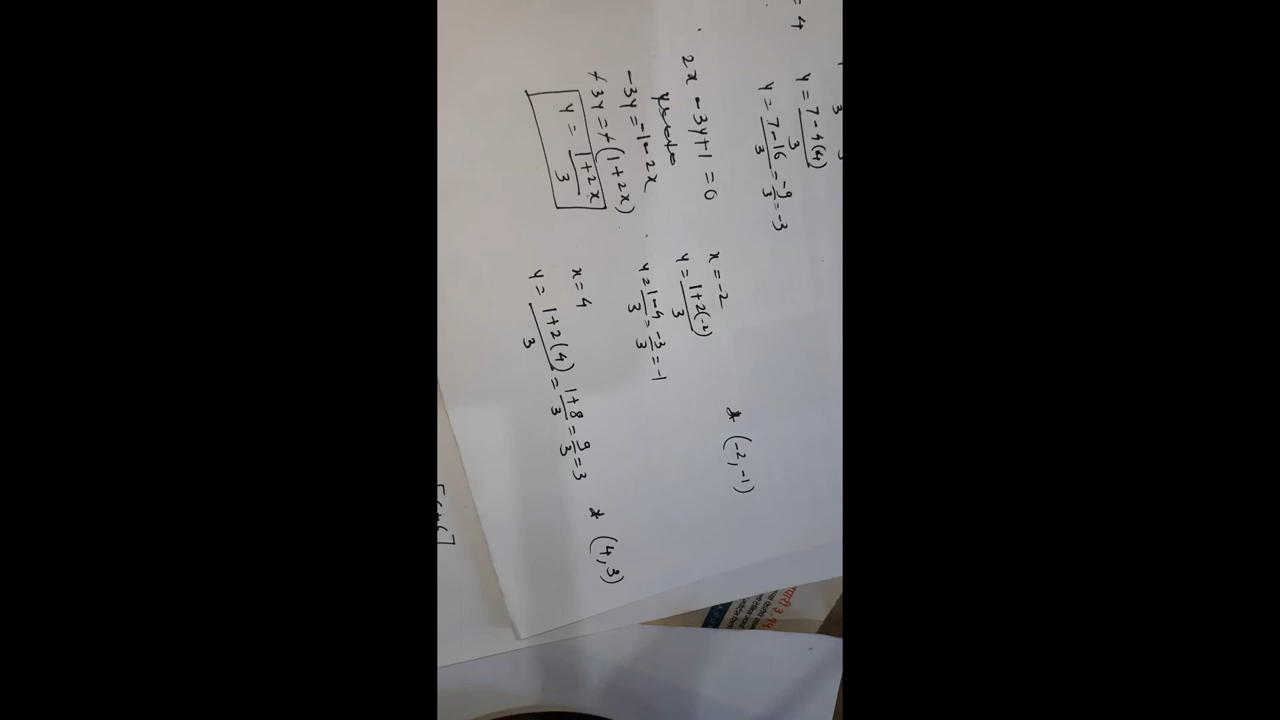 = 4
y = 7-4(4)/3
y = 7-16/3 = -9/3 = -3
2x - 3y + 1 = 0
-3y = -1 - 2x
+3y = +(1+2x)
y = 1+2x/3
x = -2
y = 1+2(-2)/3
y = 1-4/3 = -3/3 = -1
* (-2, -1)
x = 4
y = 1+2(4)/3 = 1+8/3 = 9/3 = 3
* (4, 3)